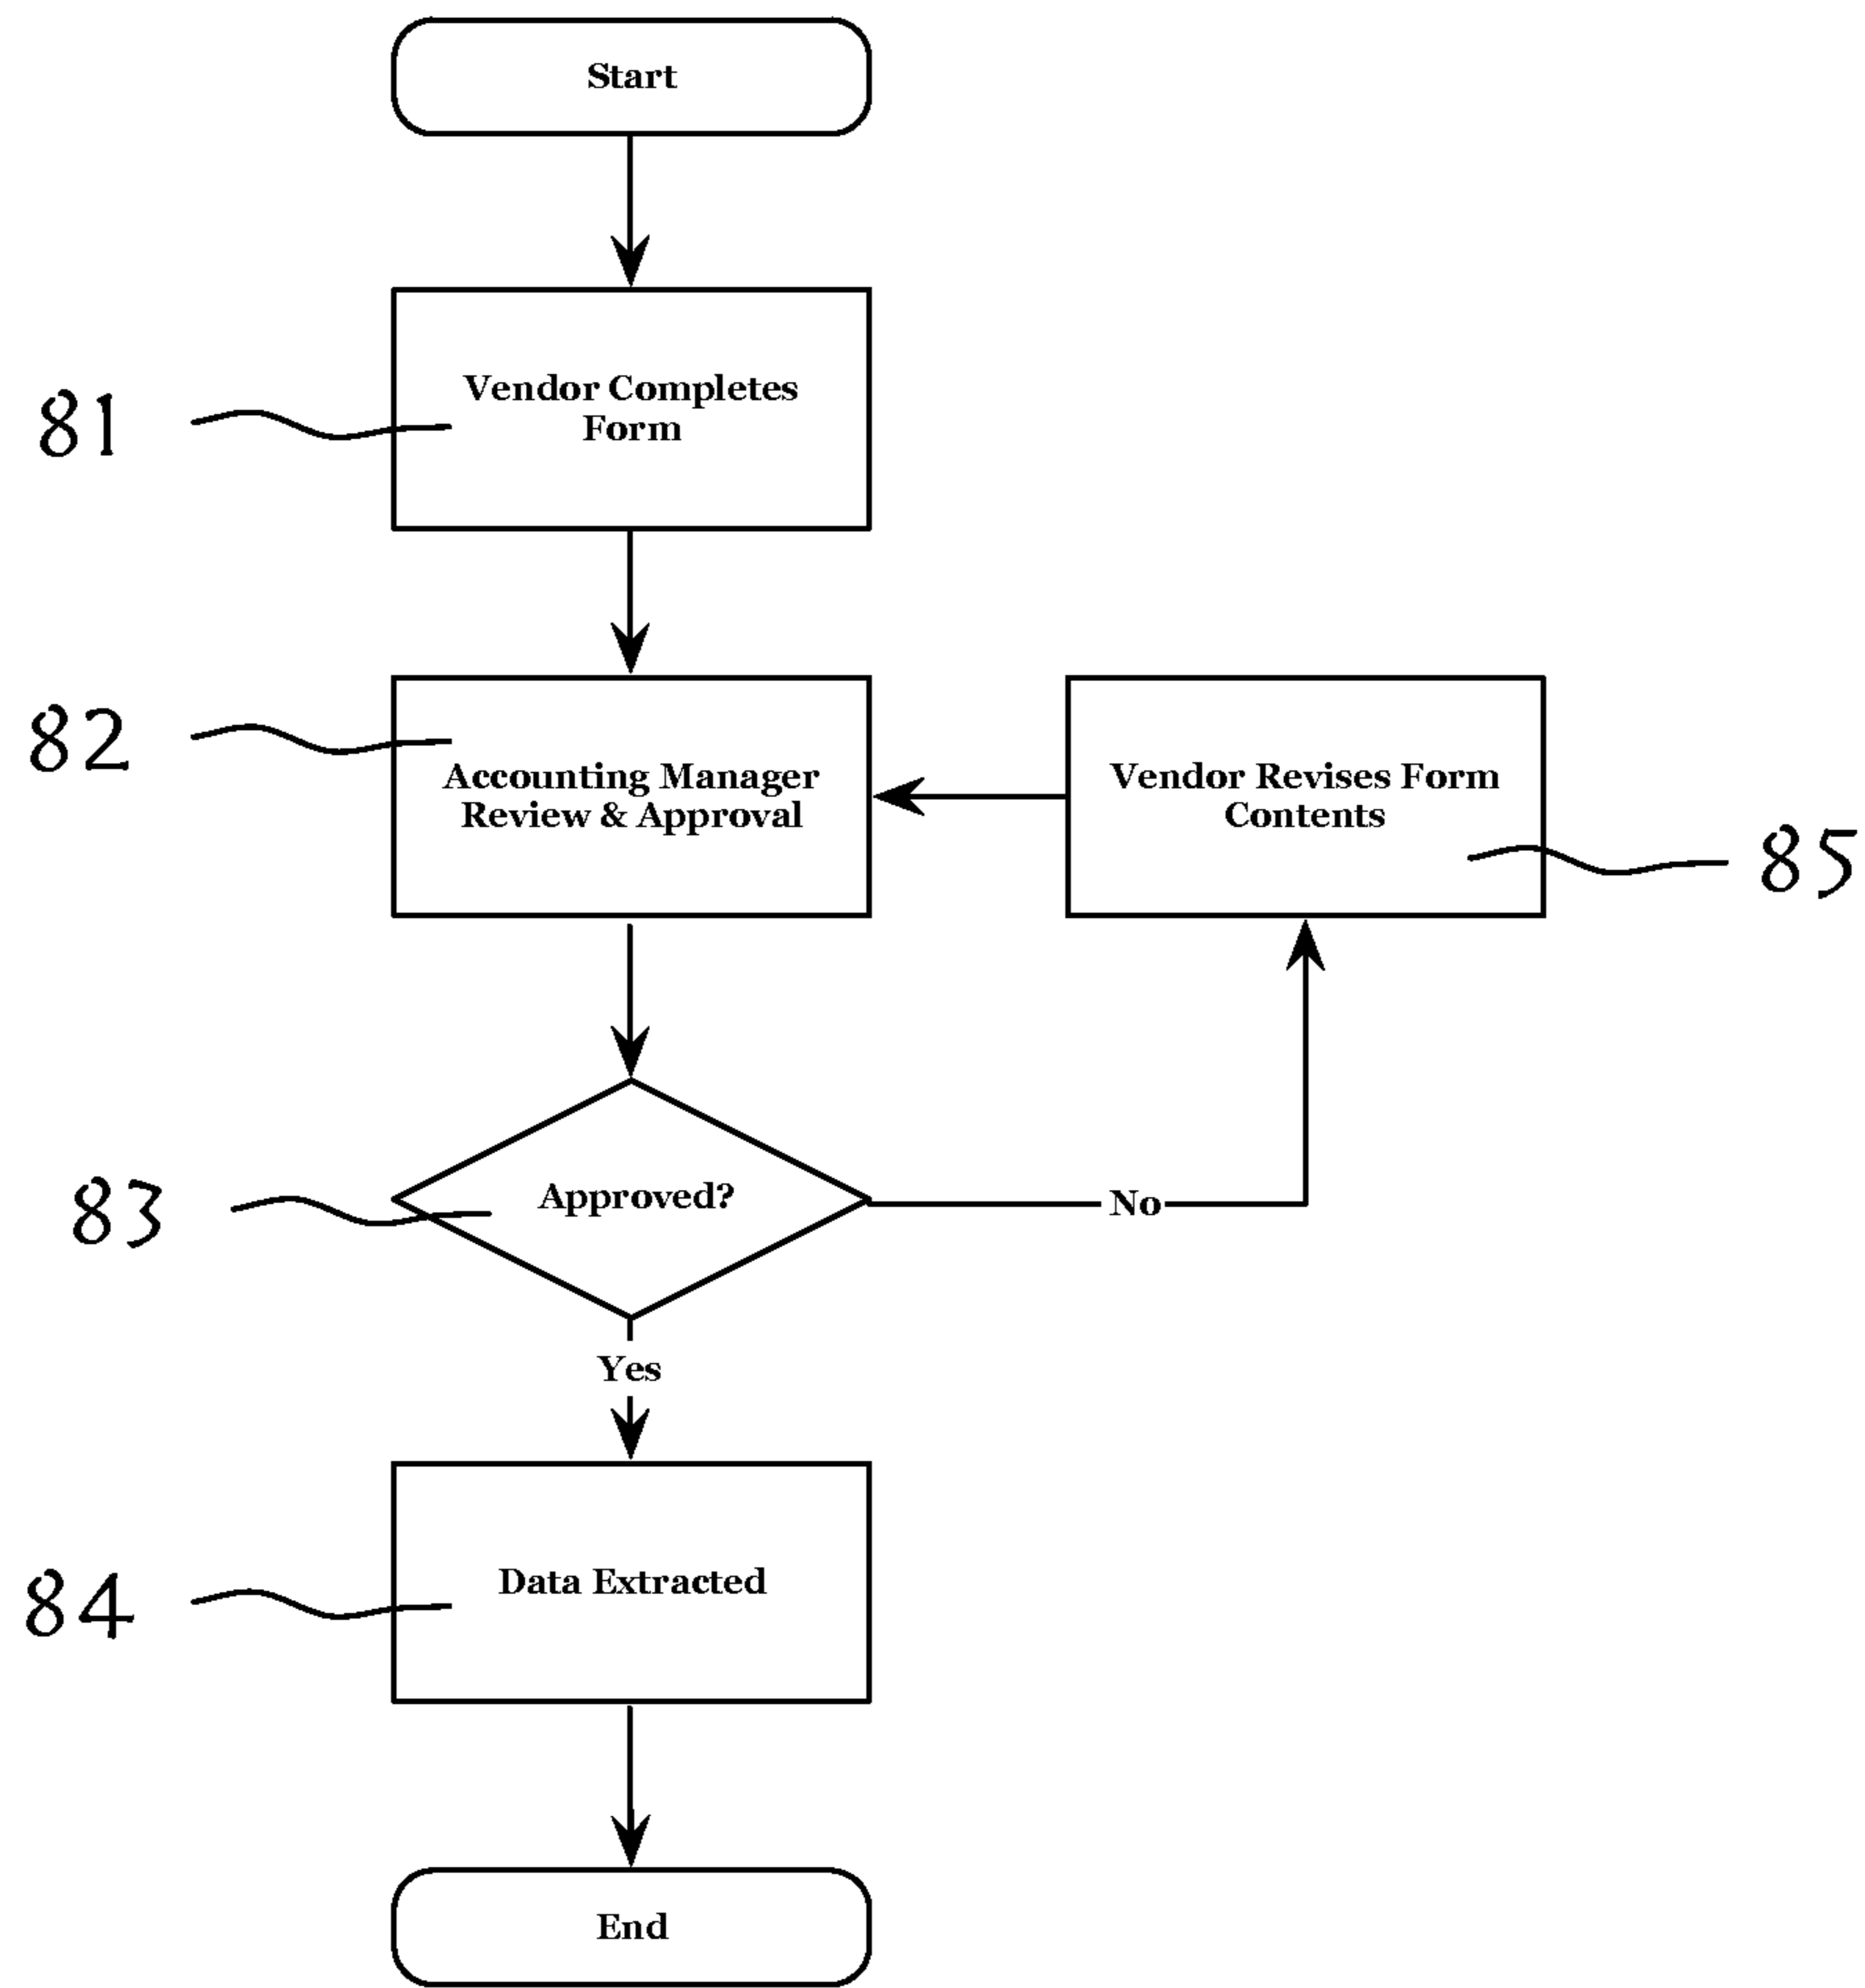 Start
81
Vendor Completes
Form
82
Accounting Manager
Review & Approval
Vendor Revises Form
Contents
85
83
Approved?
No
Yes
84
Data Extracted
End